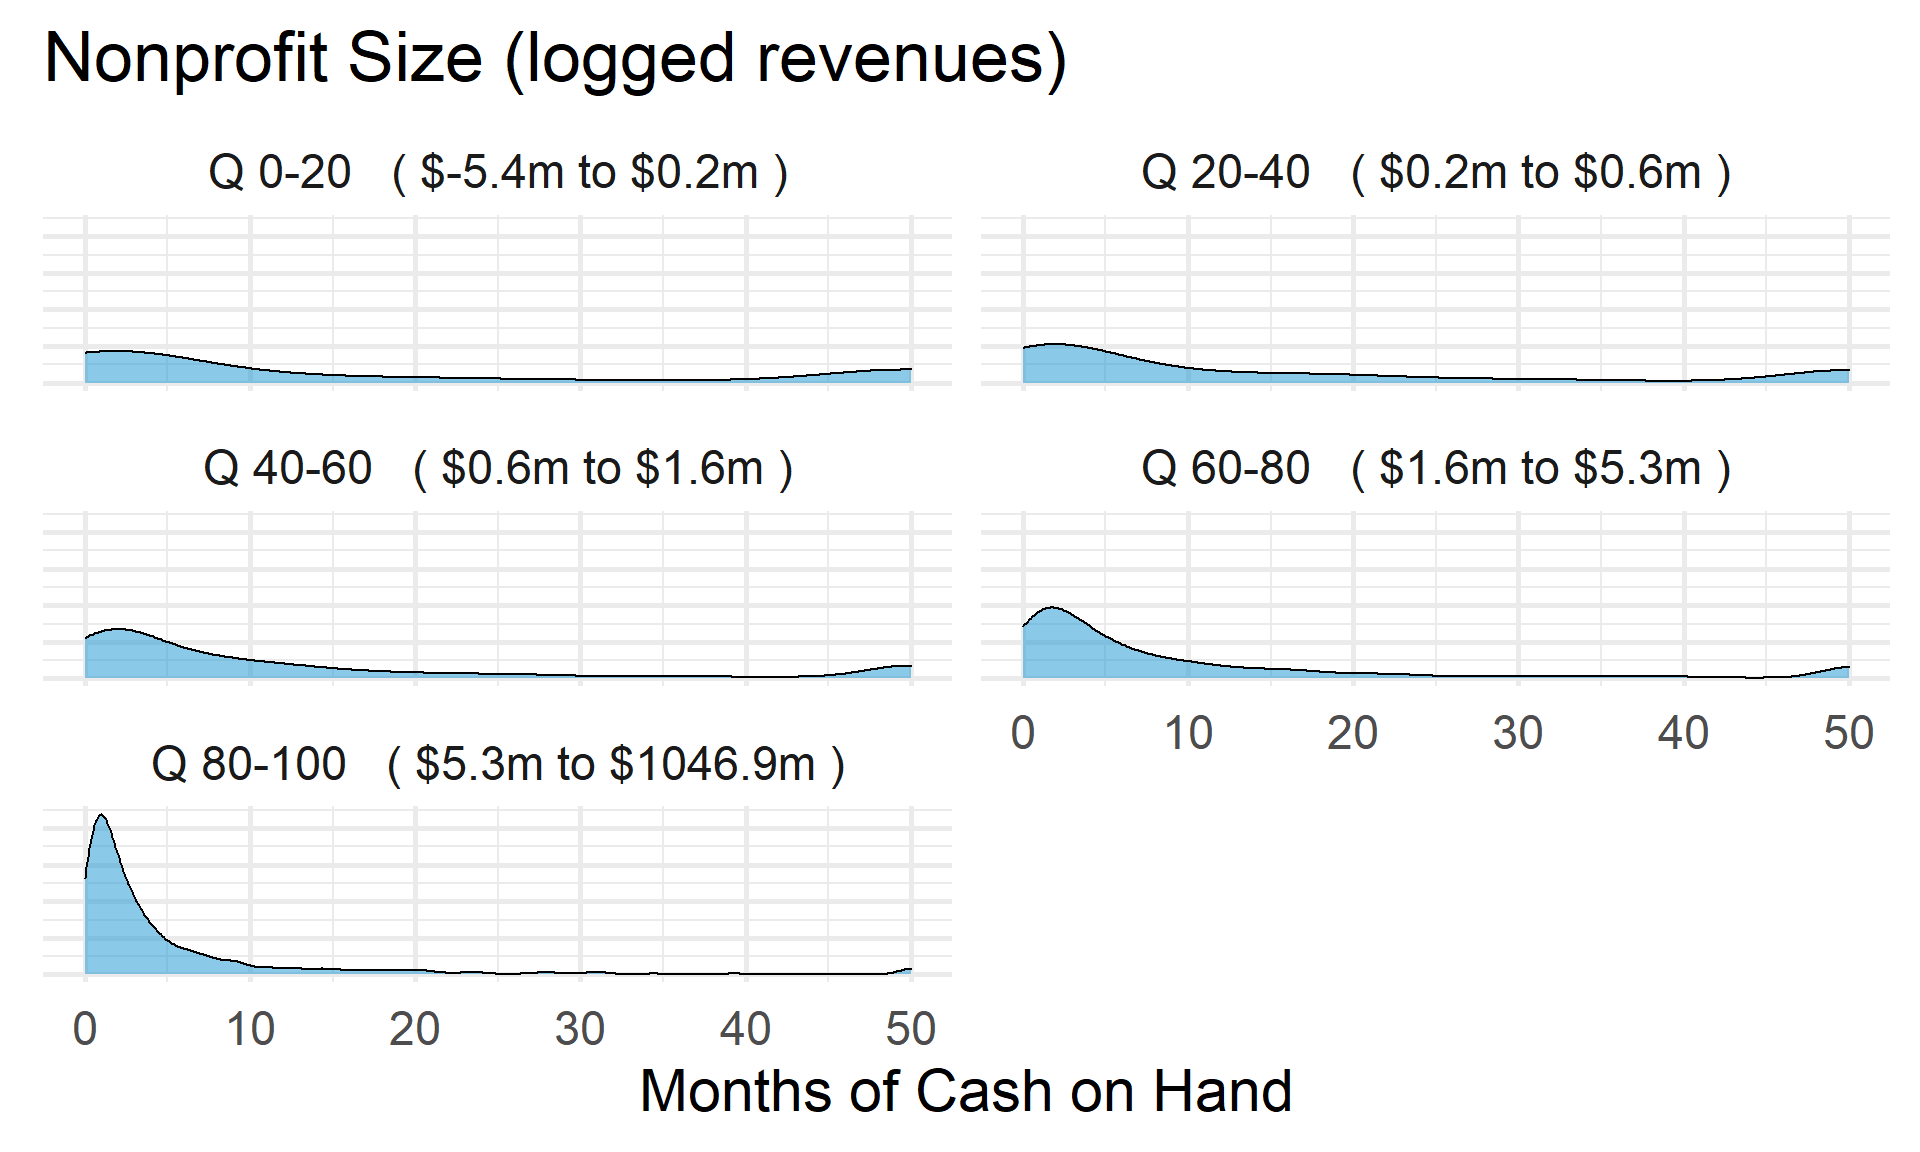 Nonprofit Size (logged revenues)
Q 0-20 ( $-5.4m to $0.2m )
Q 20-40 ( $0.2m to $0.6m )
Q 40-60 ( $0.6m to $1.6m )
Q 60-80 ( $1.6m to $5.3m )
0 10 20 30 40 50
Q 80-100 ( $5.3m to $1046.9m )
0 10 20 30 40 50
Months of Cash on Hand